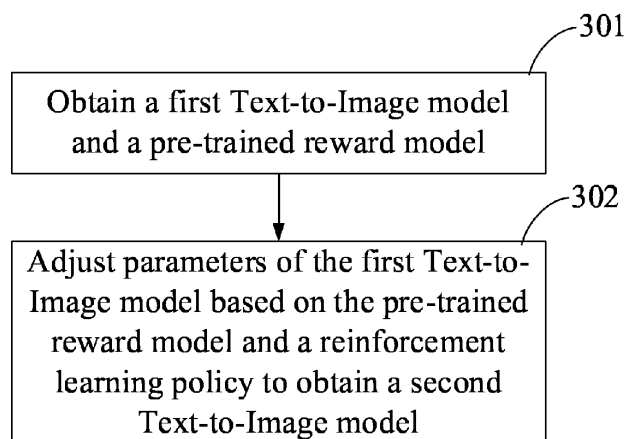 301
Obtain a first Text-to-Image model
and a pre-trained reward model
302
Adjust parameters of the first Text-to-
Image model based on the pre-trained
reward model and a reinforcement
learning policy to obtain a second
Text-to-Image model